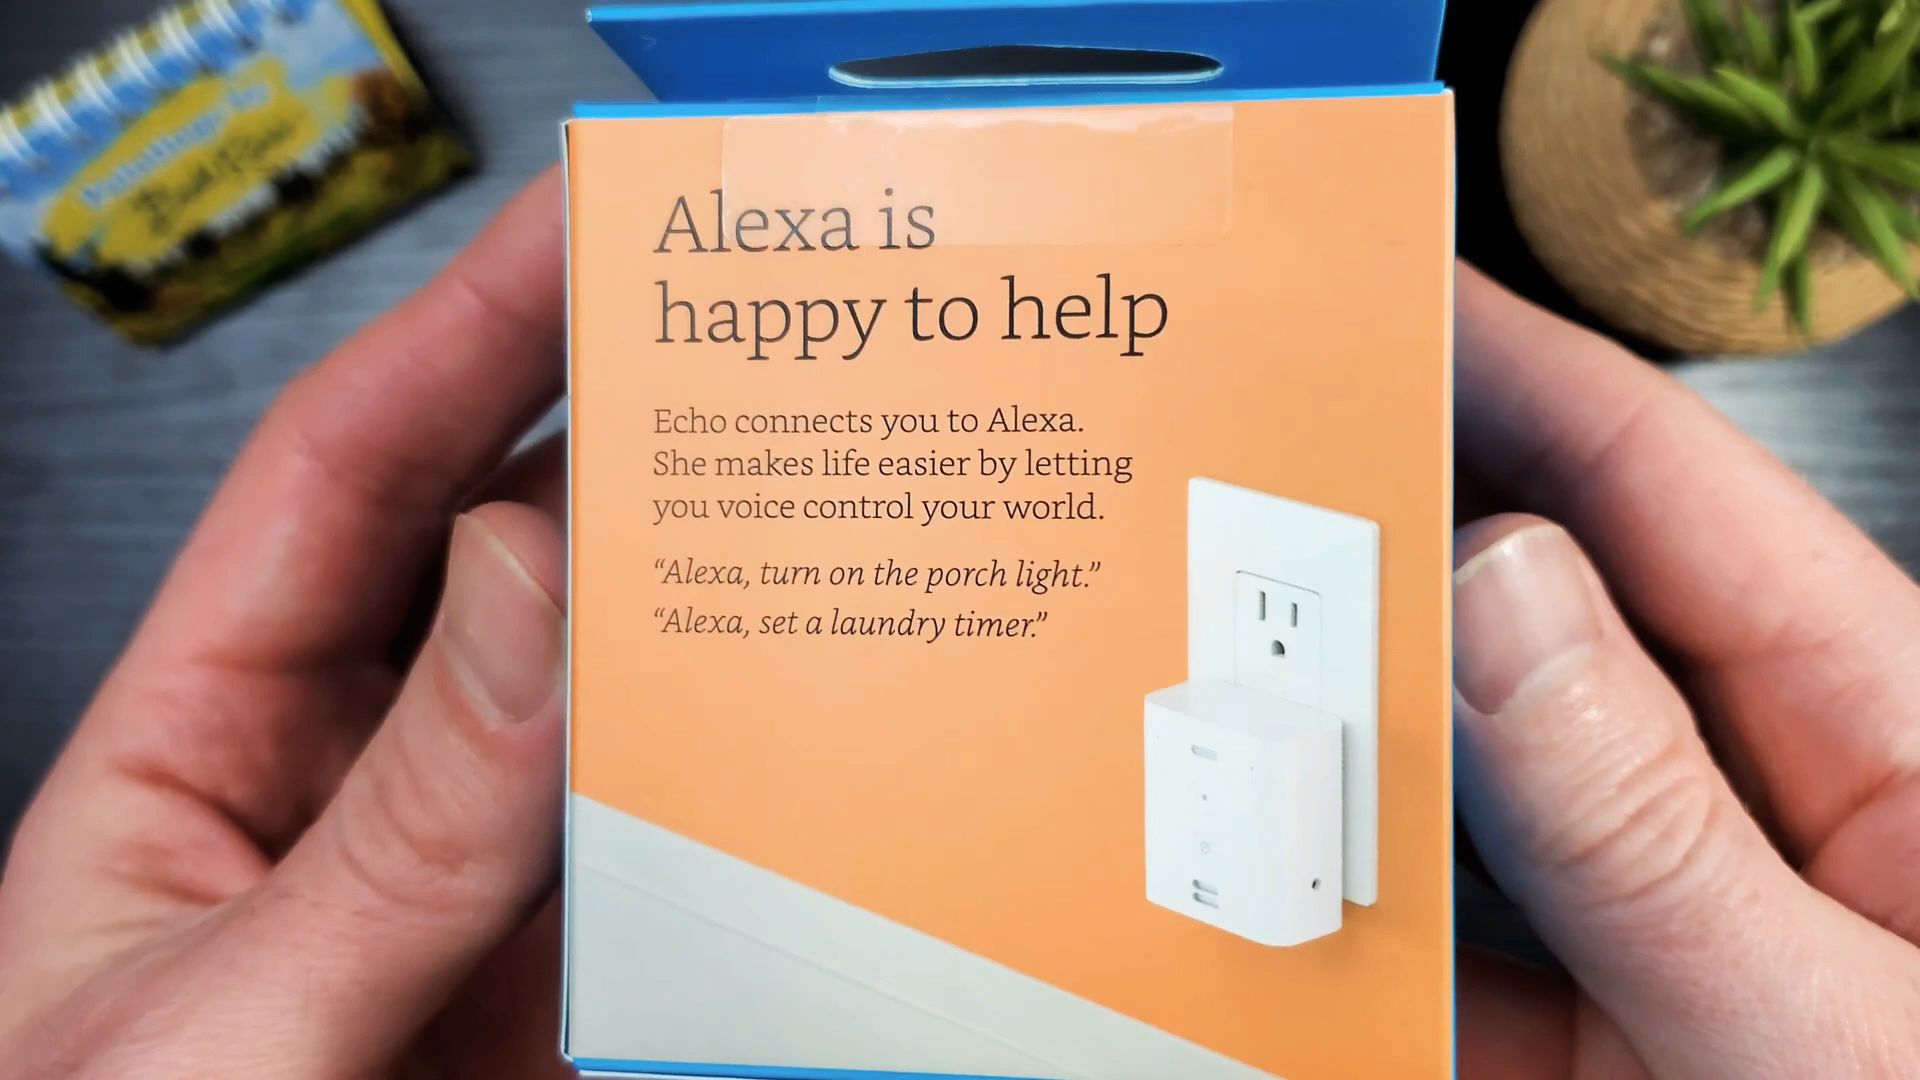 Alexa is
happy to help
Echo connects you to Alexa.
She makes life easier by letting
you voice control your world.
“Alexa, turn on the porch light.”
“Alexa, set a laundry timer.”